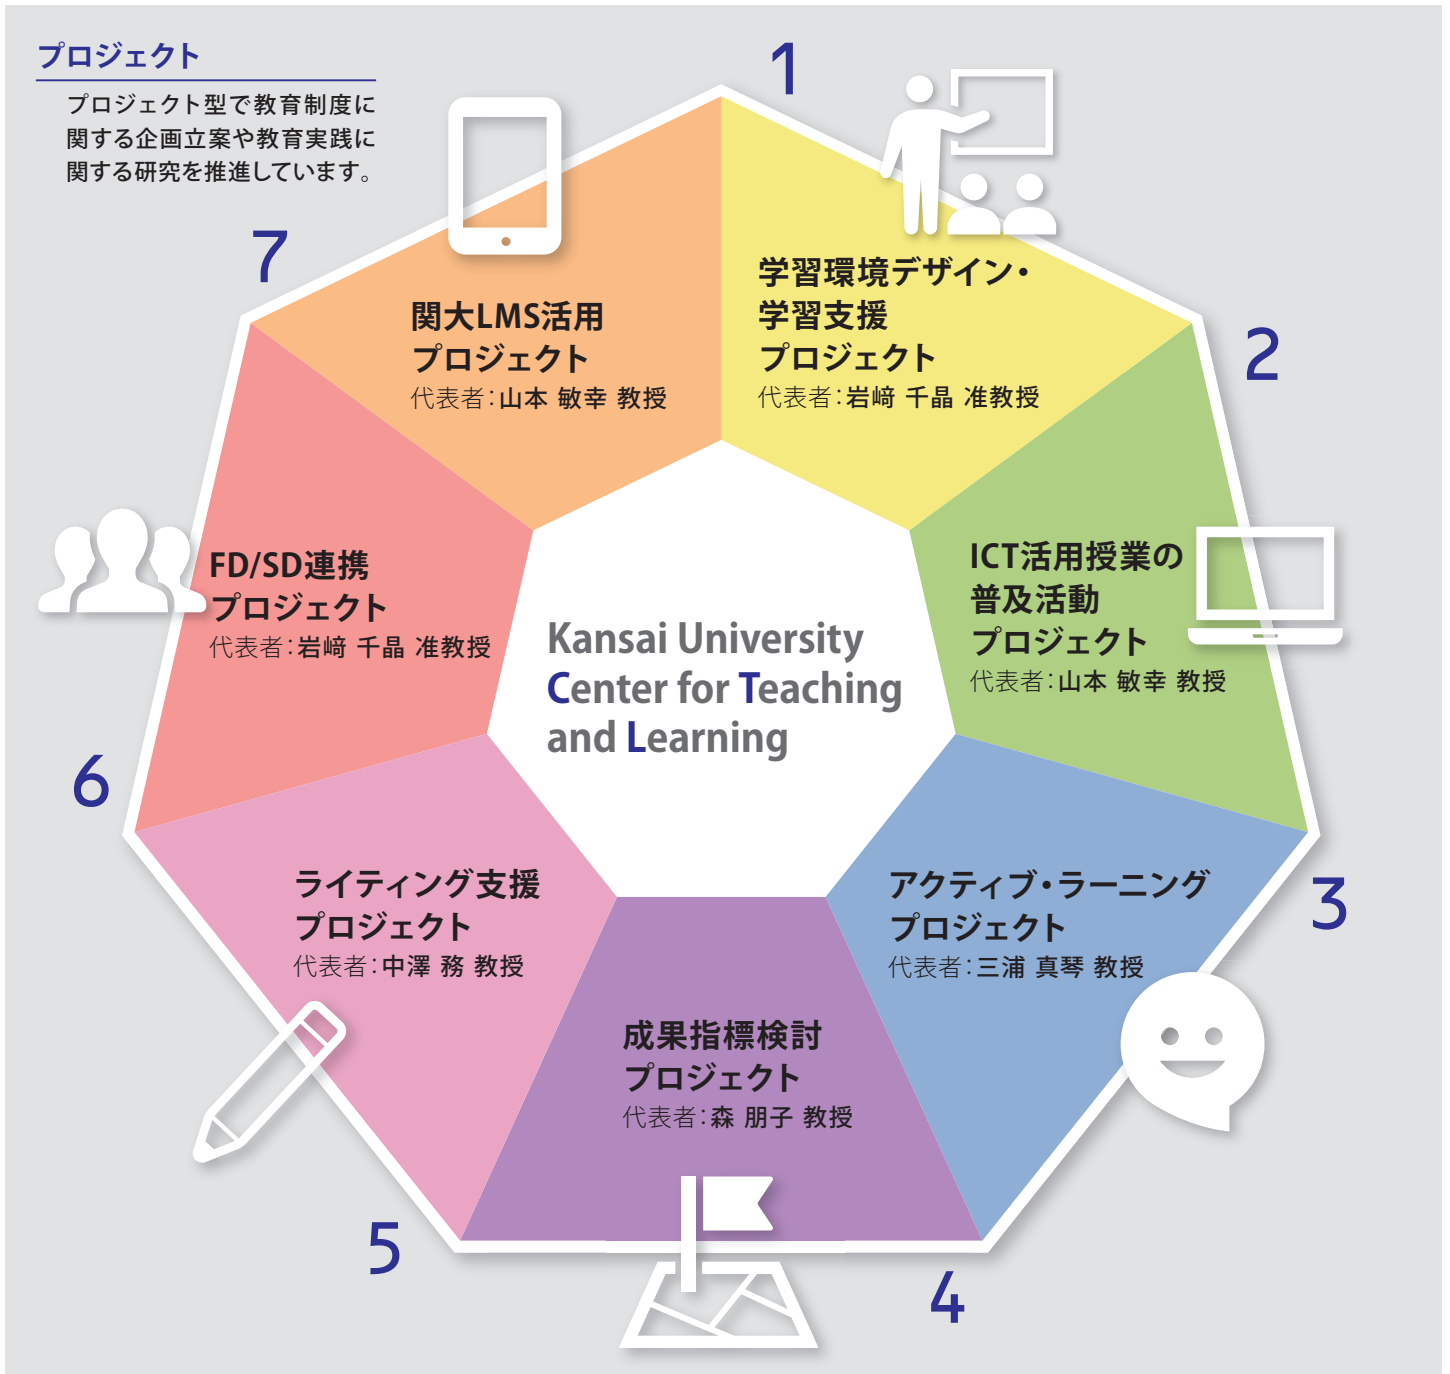 プロジェクト
プロジェクト型で教育制度に
関する企画立案や教育実践に
関する研究を推進しています。
1
学習環境デザイン・
学習支援
プロジェクト
代表者：岩﨑 千晶 准教授
2
ICT活用授業の
普及活動
プロジェクト
代表者：山本 敏幸 教授
3
アクティブ・ラーニング
プロジェクト
代表者：三浦 真琴 教授
4
成果指標検討
プロジェクト
代表者：森 朋子 教授
5
ライティング支援
プロジェクト
代表者：中澤 務 教授
6
FD/SD連携
プロジェクト
代表者：岩﨑 千晶 准教授
7
関大LMS活用
プロジェクト
代表者：山本 敏幸 教授
Kansai University
Center for Teaching
and Learning